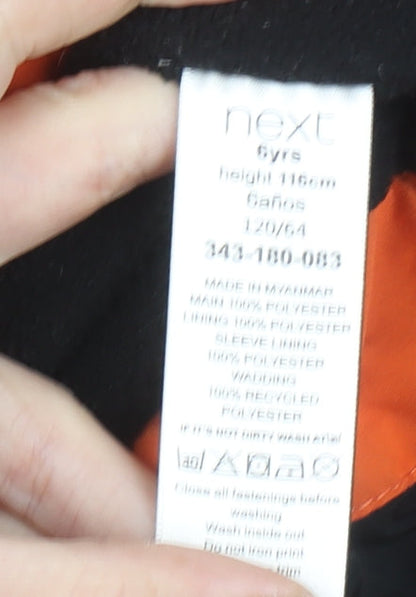 next
6yrs
height 116cm
6años
120/64
343-180-083
MADE IN MYANMAR
MAIN 100% POLYESTER
LINING 100% POLYESTER
SLEEVE LINING
100% POLYESTER
WADDING
100% RECYCLED
POLYESTER
IF IT'S NOT DIRTY WASH AT
40
Close all fastenings before
washing
Wash inside out
Do not iron print
trim